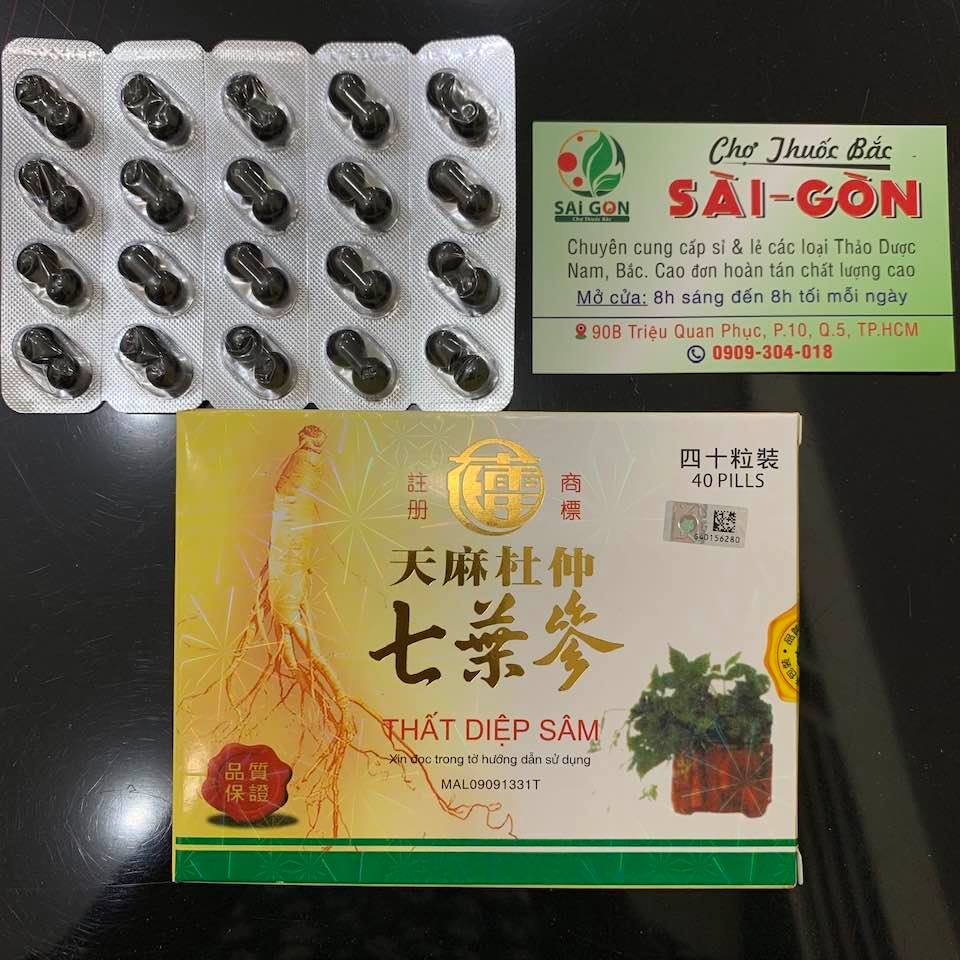 Chợ Thuốc Bắc
SÀI-GÒN
SÀI GÒN
Chợ Thuốc Bắc
Chuyên cung cấp sỉ & lẻ các loại Thảo Dược
Nam, Bắc. Cao đơn hoàn tán chất lượng cao
Mở cửa: 8h sáng đến 8h tối mỗi ngày
90B Triệu Quang Phục, P.10, Q.5, TP.HCM
0909-304-018
四十粒裝
40 PILLS
註冊
商標
G40156280
天麻杜仲
七葉參
THẤT DIỆP SÂM
Xin đọc trong tờ hướng dẫn sử dụng
MAL09091331T
品質
保證